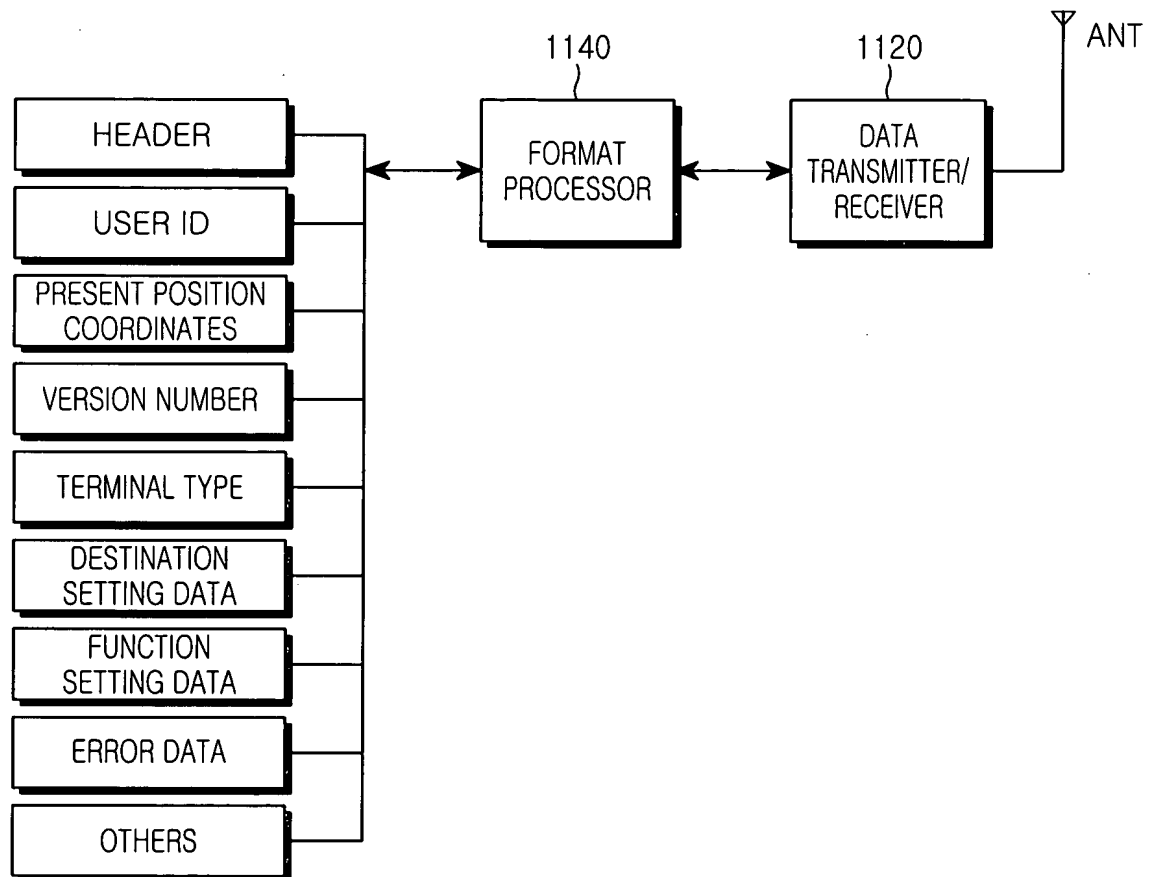 ANT
1140
1120
HEADER
FORMAT
PROCESSOR
DATA
TRANSMITTER/
RECEIVER
USER ID
PRESENT POSITION
COORDINATES
VERSION NUMBER
TERMINAL TYPE
DESTINATION
SETTING DATA
FUNCTION
SETTING DATA
ERROR DATA
OTHERS